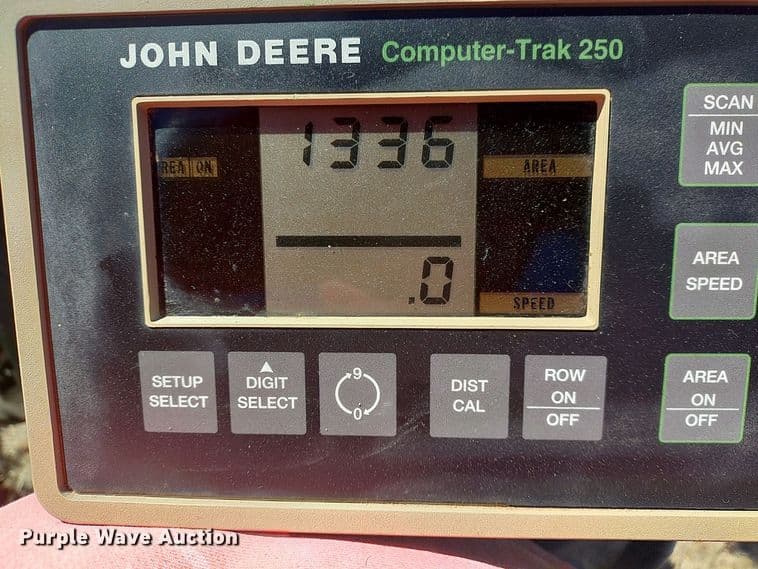 JOHN DEERE Computer-Trak 250
1336
REA ON
AREA
.0
SPEED
SCAN
MIN
AVG
MAX
AREA
SPEED
SETUP
SELECT
DIGIT
SELECT
9
0
DIST
CAL
ROW
ON
OFF
AREA
ON
OFF
Purple Wave Auction